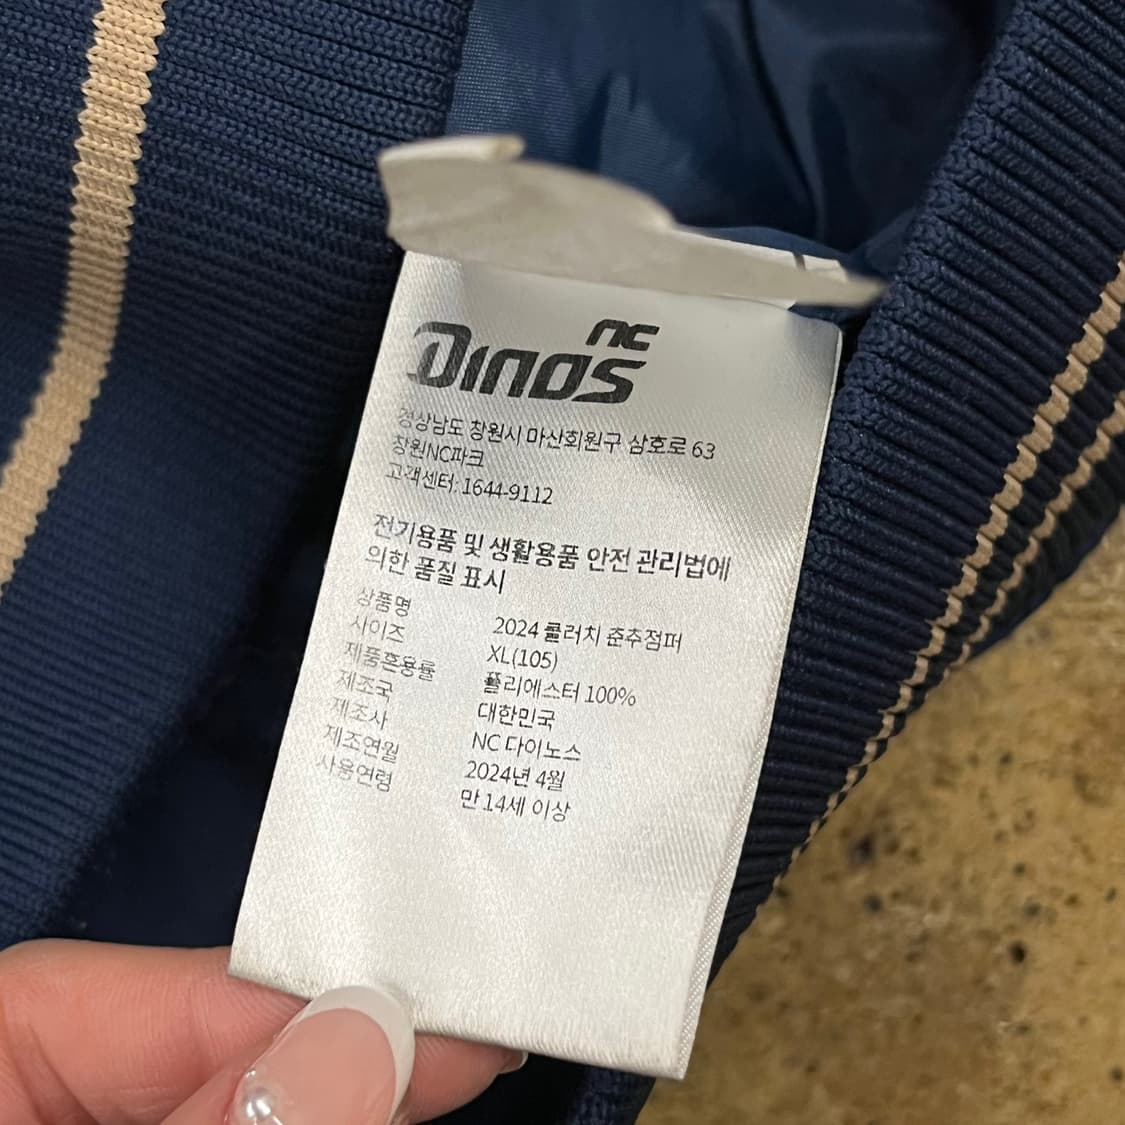 NC
DINOS
경상남도 창원시 마산회원구 삼호로 63
창원NC파크
고객센터: 1644-9112
전기용품 및 생활용품 안전 관리법에
의한 품질 표시
상품명 2024 콜러치 춘추점퍼
사이즈 XL(105)
제품혼용률 폴리에스터 100%
제조국 대한민국
제조사 NC 다이노스
제조연월 2024년 4월
사용연령 만 14세 이상